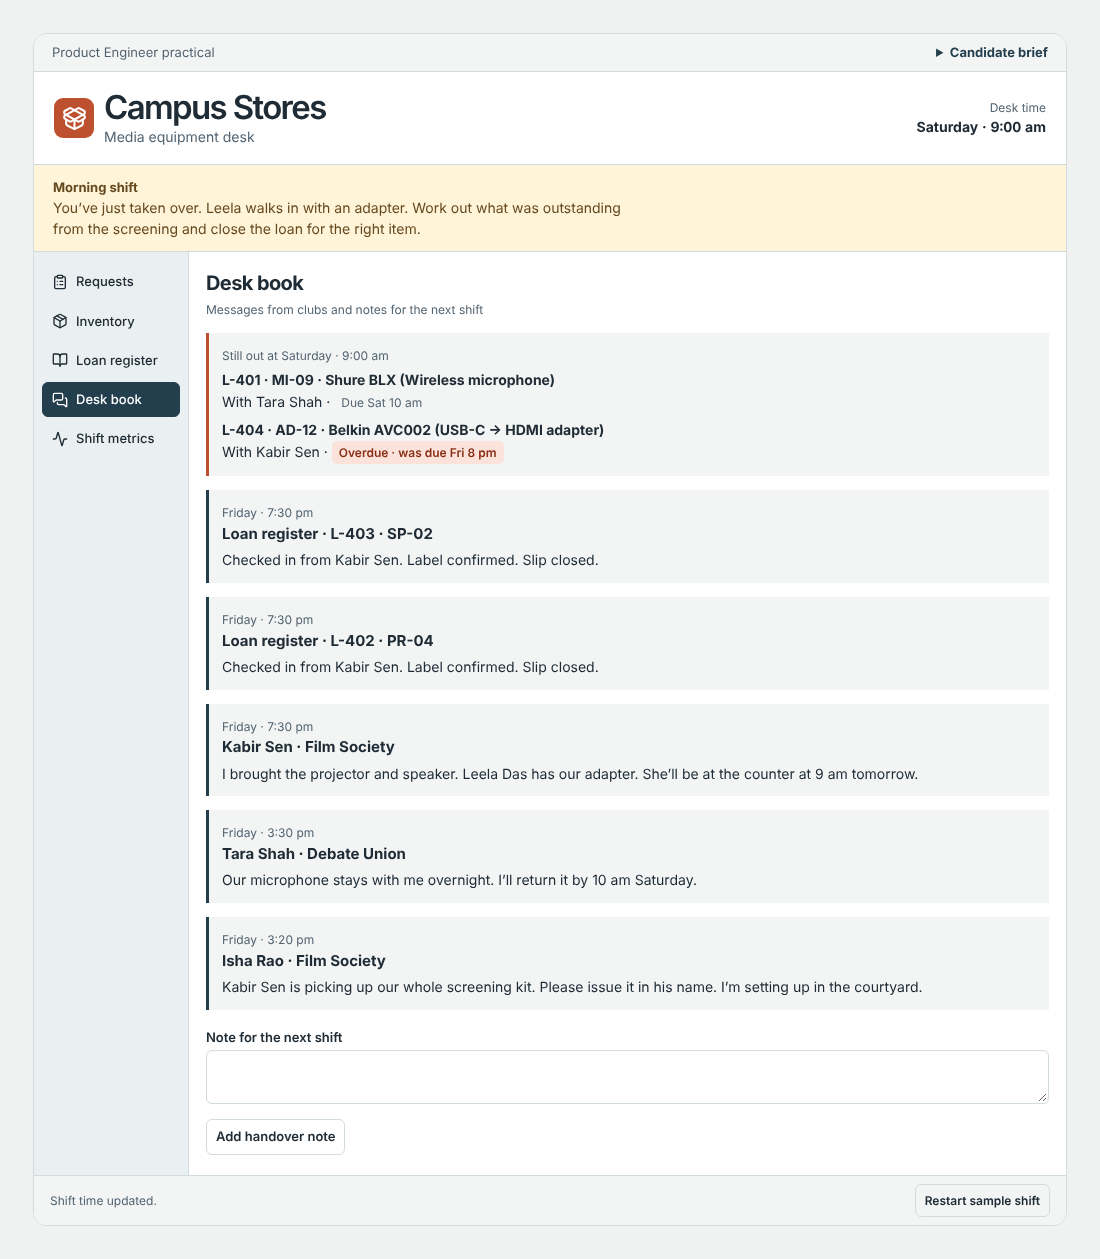 Product Engineer practical
▶ Candidate brief
Campus Stores
Media equipment desk
Desk time
Saturday · 9:00 am
Morning shift
You’ve just taken over. Leela walks in with an adapter. Work out what was outstanding
from the screening and close the loan for the right item.
Requests
Inventory
Loan register
Desk book
Shift metrics
Desk book
Messages from clubs and notes for the next shift
Still out at Saturday · 9:00 am
L-401 · MI-09 · Shure BLX (Wireless microphone)
With Tara Shah · Due Sat 10 am
L-404 · AD-12 · Belkin AVC002 (USB-C → HDMI adapter)
With Kabir Sen · Overdue · was due Fri 8 pm
Friday · 7:30 pm
Loan register · L-403 · SP-02
Checked in from Kabir Sen. Label confirmed. Slip closed.
Friday · 7:30 pm
Loan register · L-402 · PR-04
Checked in from Kabir Sen. Label confirmed. Slip closed.
Friday · 7:30 pm
Kabir Sen · Film Society
I brought the projector and speaker. Leela Das has our adapter. She’ll be at the counter at 9 am tomorrow.
Friday · 3:30 pm
Tara Shah · Debate Union
Our microphone stays with me overnight. I’ll return it by 10 am Saturday.
Friday · 3:20 pm
Isha Rao · Film Society
Kabir Sen is picking up our whole screening kit. Please issue it in his name. I’m setting up in the courtyard.
Note for the next shift
Add handover note
Shift time updated.
Restart sample shift